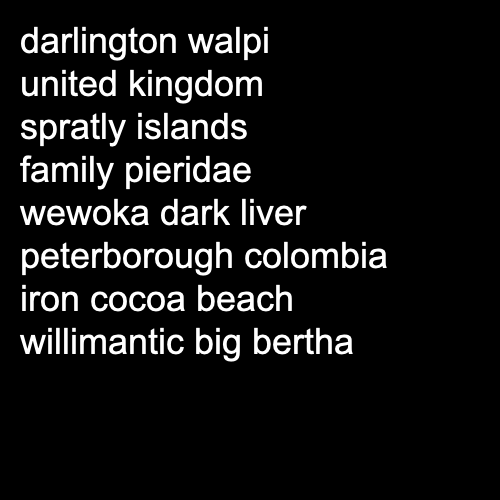 darlington walpi
united kingdom
spratly islands
family pieridae
wewoka dark liver
peterborough colombia
iron cocoa beach
willimantic big bertha